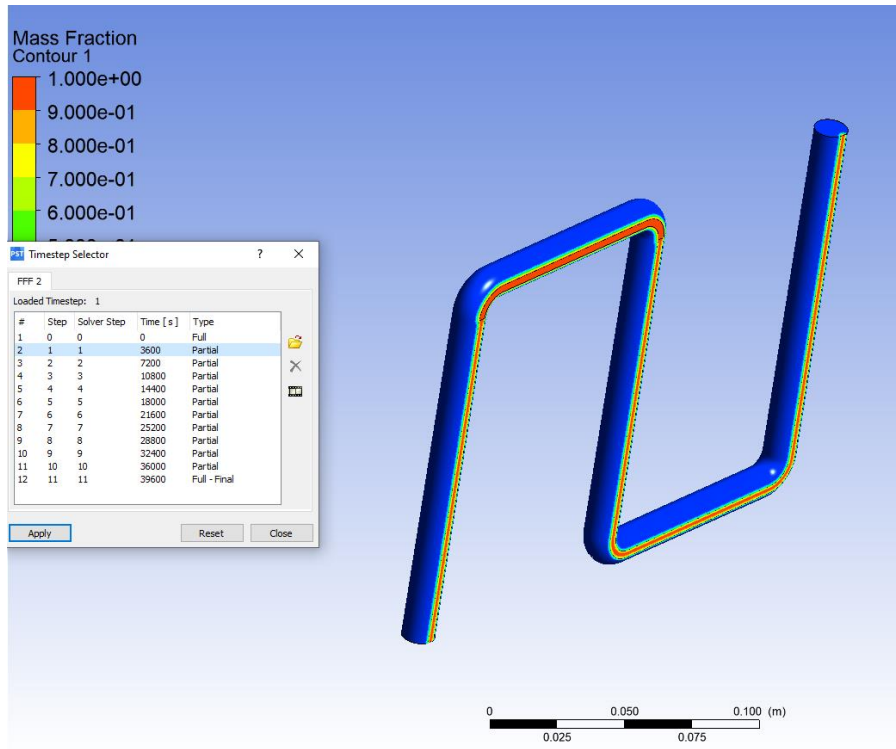 Mass Fraction
Contour 1
1.000e+00
9.000e-01
8.000e-01
7.000e-01
6.000e-01
PST Timestep Selector ? ×
FFF 2
Loaded Timestep: 1
# Step Solver Step Time [ s ] Type
1 0 0 0 Full
2 1 1 3600 Partial
3 2 2 7200 Partial
4 3 3 10800 Partial
5 4 4 14400 Partial
6 5 5 18000 Partial
7 6 6 21600 Partial
8 7 7 25200 Partial
9 8 8 28800 Partial
10 9 9 32400 Partial
11 10 10 36000 Partial
12 11 11 39600 Full - Final
Apply Reset Close
0 0.050 0.100 (m)
0.025 0.075